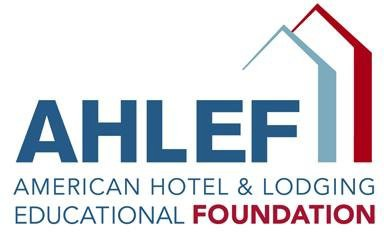 AHLEF
AMERICAN HOTEL & LODGING
EDUCATIONAL FOUNDATION